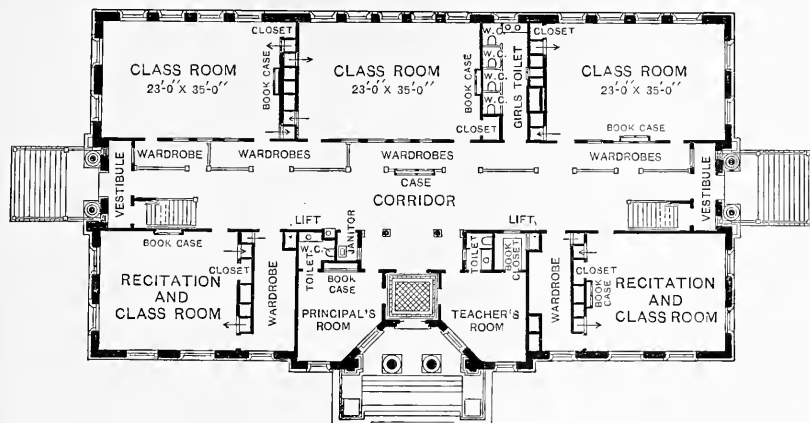 CLOSET
CLASS ROOM
23'-0" X 35'-0"
BOOK CASE
CLASS ROOM
23'-0" X 35'-0"
BOOK CASE
W.C.
W.C.
W.C.
W.C.
CLOSET
GIRLS TOILET
CLOSET
CLASS ROOM
23'-0" X 35'-0"
BOOK CASE
VESTIBULE
WARDROBE
WARDROBES
WARDROBES
WARDROBES
VESTIBULE
CASE
CORRIDOR
LIFT
LIFT
BOOK CASE
RECITATION
AND
CLASS ROOM
CLOSET
WARDROBE
TOILET
W.C.
JANITOR
BOOK
CASE
PRINCIPAL'S
ROOM
TOILET
BOOK
CLOSET
TEACHER'S
ROOM
WARDROBE
CLOSET
BOOK
CASE
RECITATION
AND
CLASS ROOM